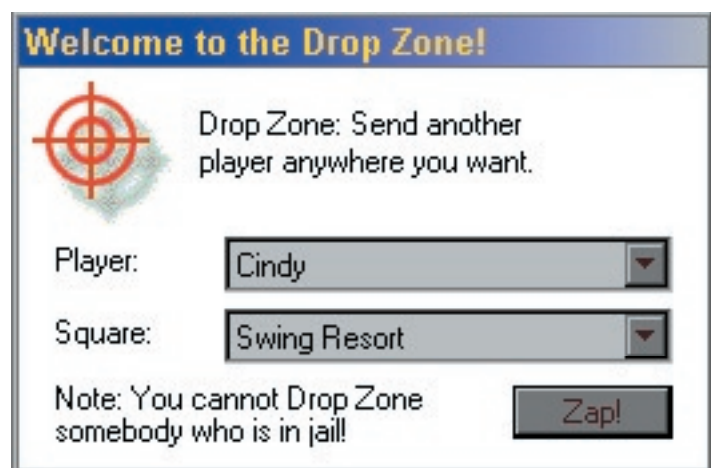 Welcome to the Drop Zone!
Drop Zone: Send another
player anywhere you want.
Player:
Cindy
Square:
Swing Resort
Note: You cannot Drop Zone
somebody who is in jail!
Zap!